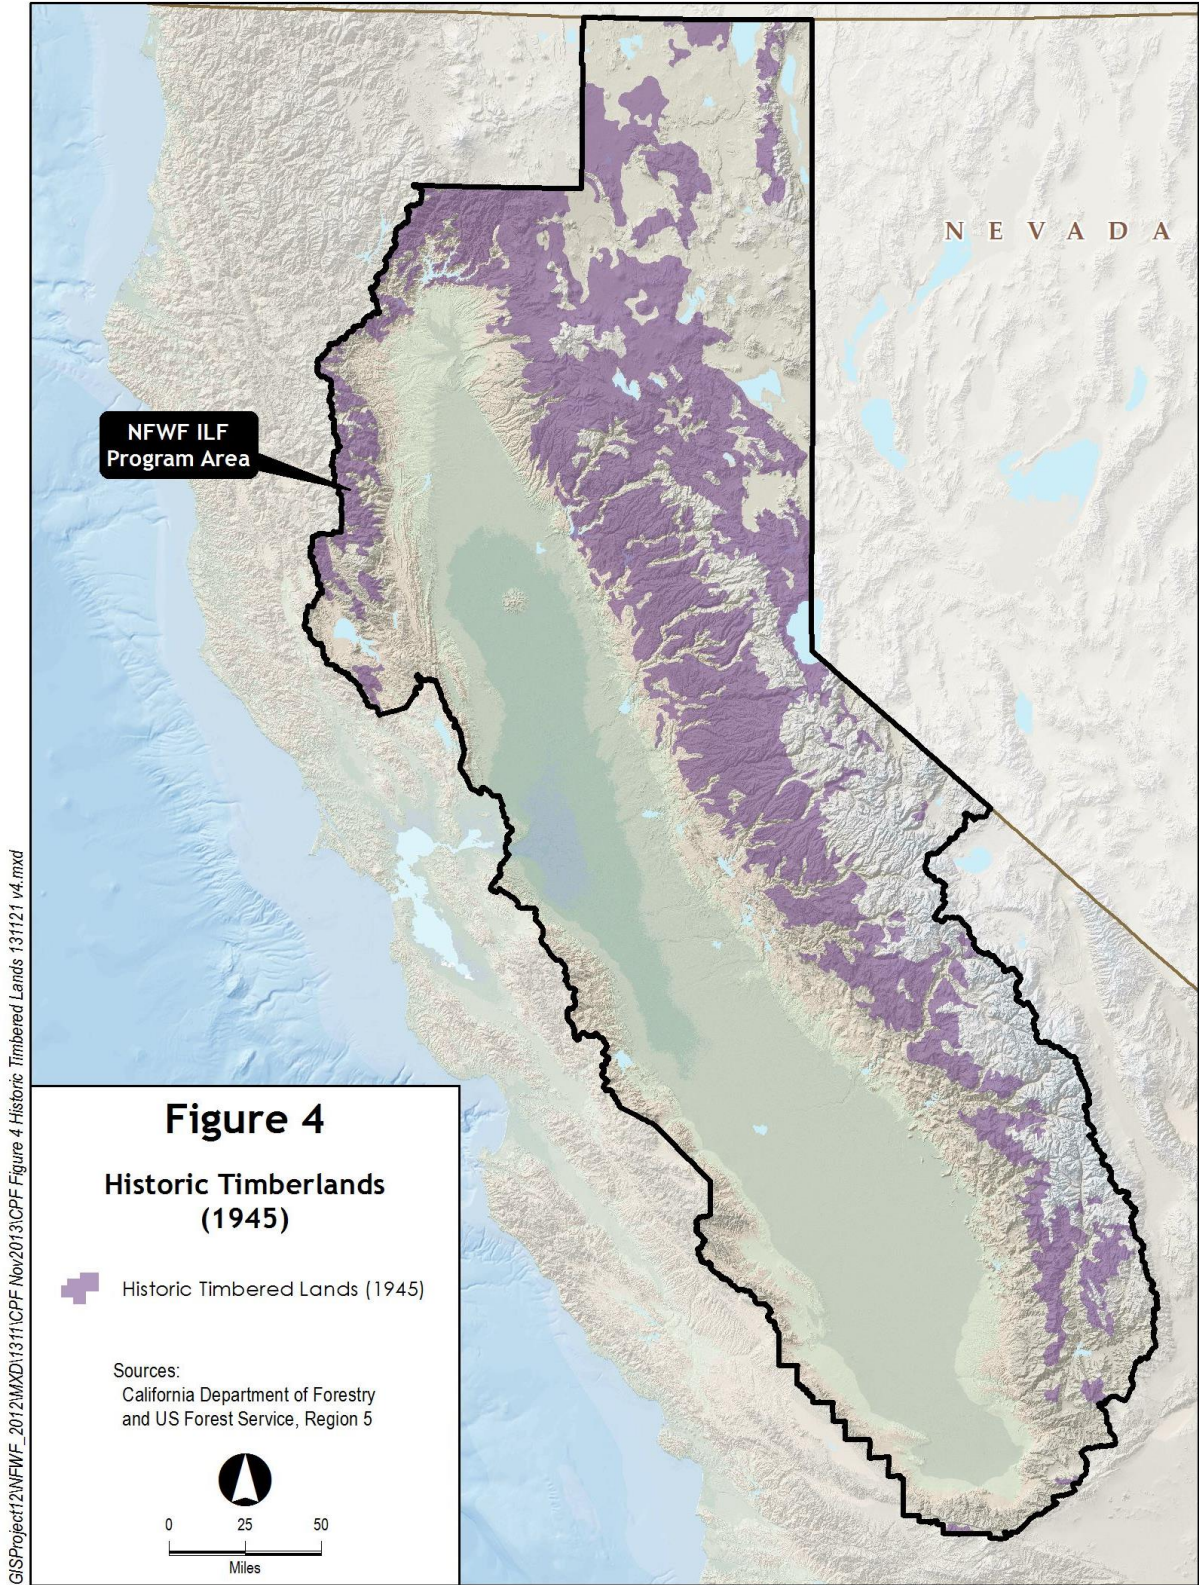 N E V A D A
NFWF ILF
Program Area
Figure 4
Historic Timberlands
(1945)
Historic Timbered Lands (1945)
Sources:
California Department of Forestry
and US Forest Service, Region 5
0 25 50
Miles
GISProject12\NFWF_2012\MXD\1311\CPF Nov2013\CPF Figure 4 Historic Timbered Lands 131121 v4.mxd